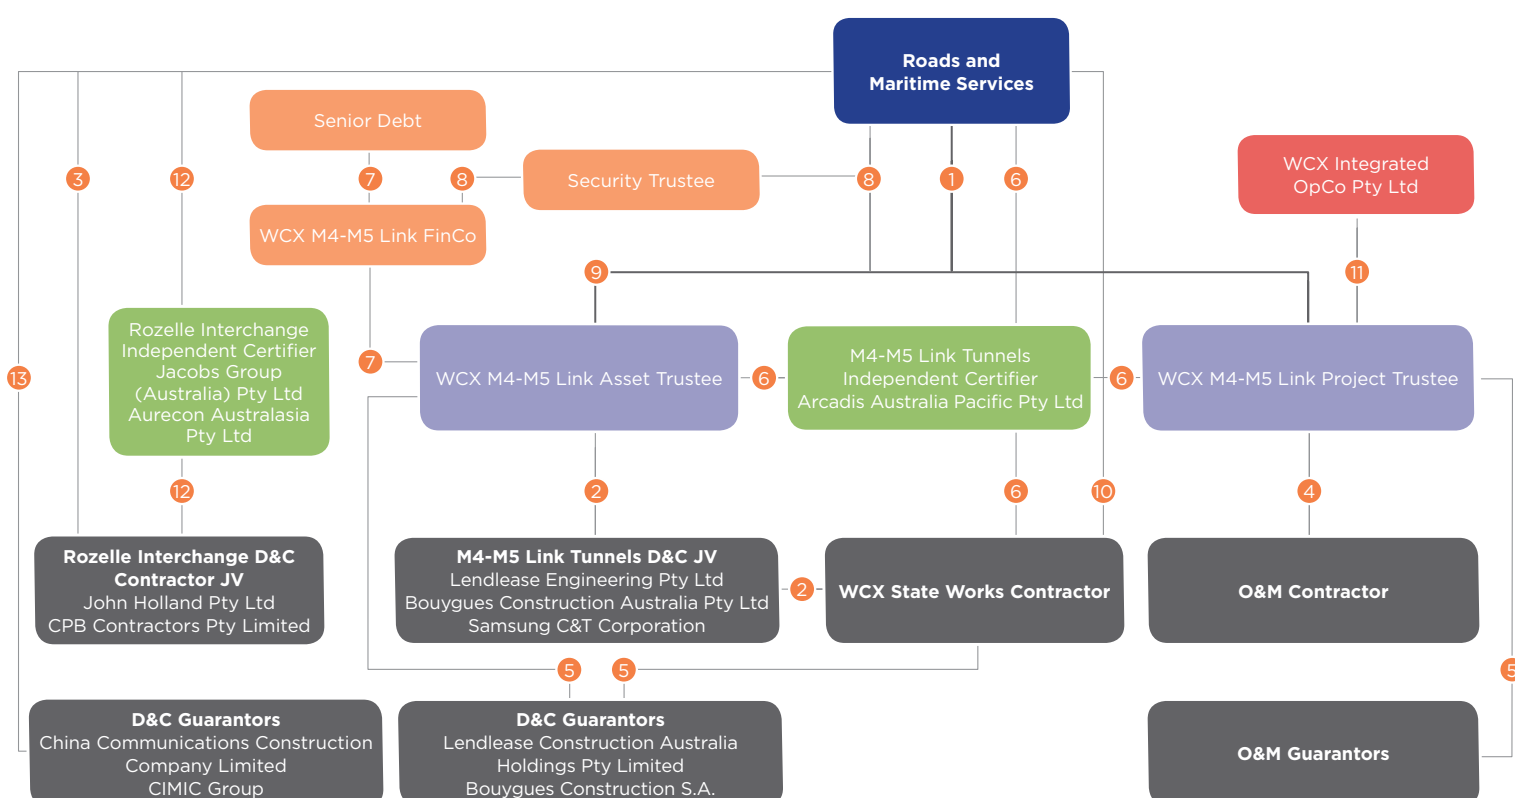 Roads and
Maritime Services
Senior Debt
WCX Integrated
OpCo Pty Ltd
3
12
7
8
Security Trustee
8
1
6
WCX M4-M5 Link FinCo
9
11
Rozelle Interchange
Independent Certifier
Jacobs Group
(Australia) Pty Ltd
Aurecon Australasia
Pty Ltd
13
7
WCX M4-M5 Link Asset Trustee
6
M4-M5 Link Tunnels
Independent Certifier
Arcadis Australia Pacific Pty Ltd
6
WCX M4-M5 Link Project Trustee
12
2
6
10
4
Rozelle Interchange D&C
Contractor JV
John Holland Pty Ltd
CPB Contractors Pty Limited
M4-M5 Link Tunnels D&C JV
Lendlease Engineering Pty Ltd
Bouygues Construction Australia Pty Ltd
Samsung C&T Corporation
2
WCX State Works Contractor
O&M Contractor
5
5
5
D&C Guarantors
China Communications Construction
Company Limited
CIMIC Group
D&C Guarantors
Lendlease Construction Australia
Holdings Pty Limited
Bouygues Construction S.A.
O&M Guarantors